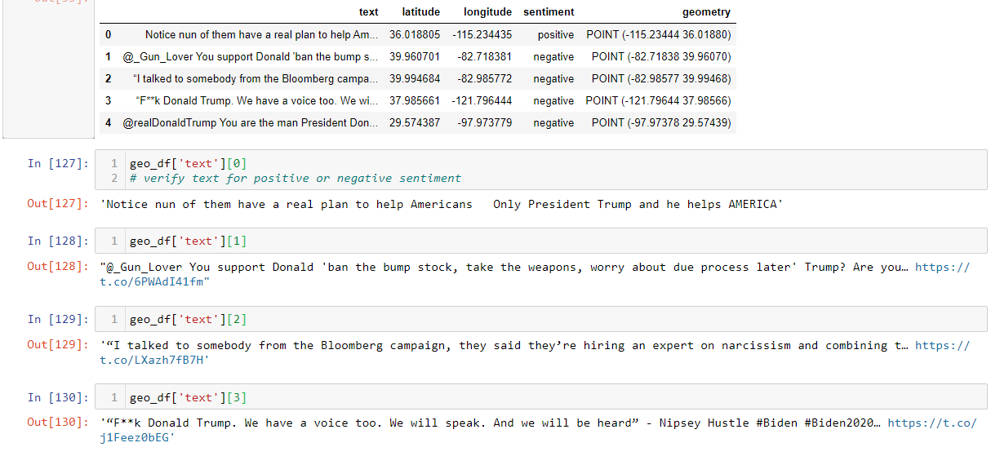 Out[95]:
text latitude longitude sentiment geometry
0 Notice nun of them have a real plan to help Am... 36.018805 -115.234435 positive POINT (-115.23444 36.01880)
1 @_Gun_Lover You support Donald 'ban the bump s... 39.960701 -82.718381 negative POINT (-82.71838 39.96070)
2 “I talked to somebody from the Bloomberg campa... 39.994684 -82.985772 negative POINT (-82.98577 39.99468)
3 “F**k Donald Trump. We have a voice too. We wi... 37.985661 -121.796444 negative POINT (-121.79644 37.98566)
4 @realDonaldTrump You are the man President Don... 29.574387 -97.973779 negative POINT (-97.97378 29.57439)
In [127]: 1 geo_df['text'][0]
2 # verify text for positive or negative sentiment
Out[127]: 'Notice nun of them have a real plan to help Americans   Only President Trump and he helps AMERICA'
In [128]: 1 geo_df['text'][1]
Out[128]: "@_Gun_Lover You support Donald 'ban the bump stock, take the weapons, worry about due process later' Trump? Are you… https://
t.co/6PWAdI41fm"
In [129]: 1 geo_df['text'][2]
Out[129]: '“I talked to somebody from the Bloomberg campaign, they said they’re hiring an expert on narcissism and combining t… https://
t.co/LXazh7fB7H'
In [130]: 1 geo_df['text'][3]
Out[130]: '“F**k Donald Trump. We have a voice too. We will speak. And we will be heard” - Nipsey Hustle #Biden #Biden2020… https://t.co/
j1Feez0bEG'